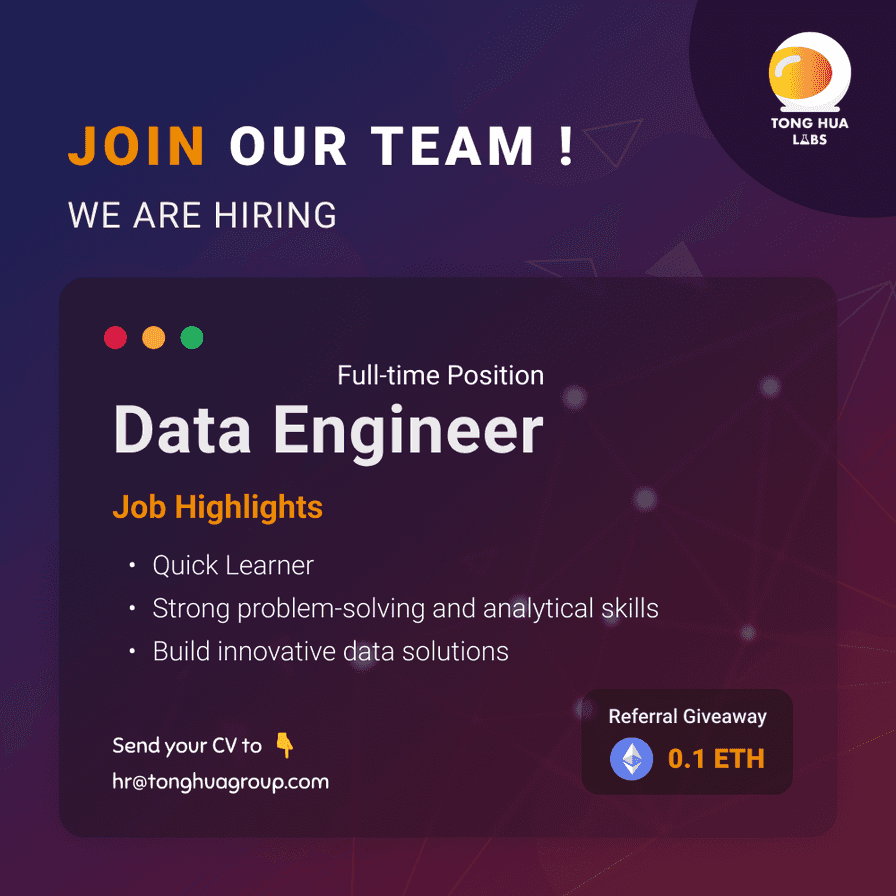 TONG HUA
LABS
JOIN OUR TEAM !
WE ARE HIRING
Full-time Position
Data Engineer
Job Highlights
• Quick Learner
• Strong problem-solving and analytical skills
• Build innovative data solutions
Send your CV to 👇
hr@tonghuagroup.com
Referral Giveaway
0.1 ETH